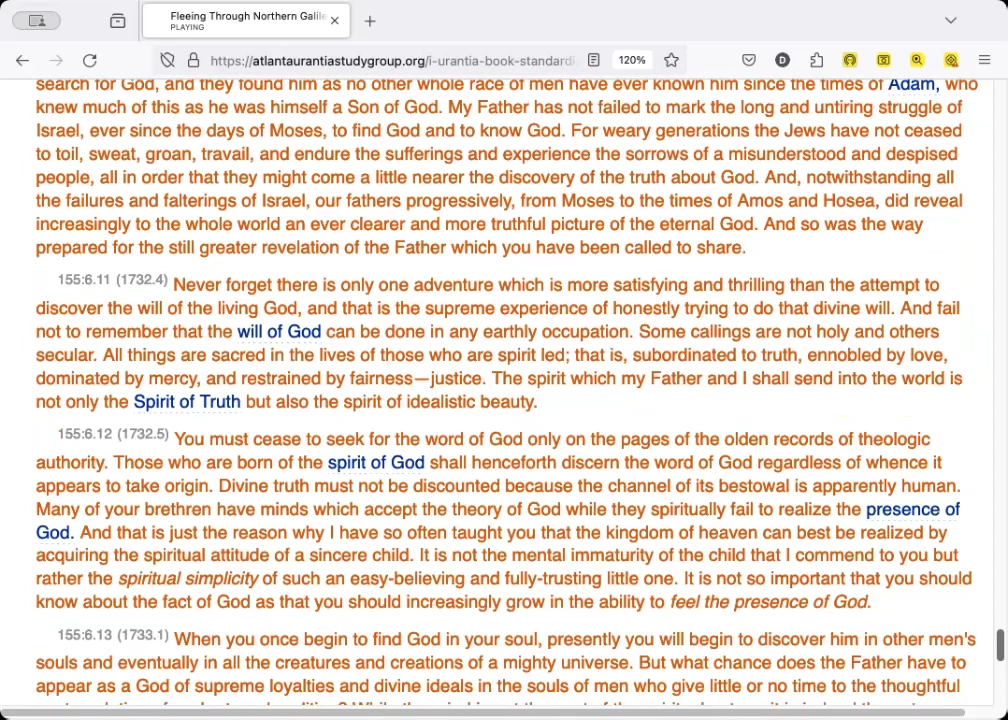 Fleeing Through Northern Galile
PLAYING
https://atlantaurantiastudygroup.org/i-urantia-book-standardi
120%
search for God, and they found him as no other whole race of men have ever known him since the times of Adam, who
knew much of this as he was himself a Son of God. My Father has not failed to mark the long and untiring struggle of
Israel, ever since the days of Moses, to find God and to know God. For weary generations the Jews have not ceased
to toil, sweat, groan, travail, and endure the sufferings and experience the sorrows of a misunderstood and despised
people, all in order that they might come a little nearer the discovery of the truth about God. And, notwithstanding all
the failures and falterings of Israel, our fathers progressively, from Moses to the times of Amos and Hosea, did reveal
increasingly to the whole world an ever clearer and more truthful picture of the eternal God. And so was the way
prepared for the still greater revelation of the Father which you have been called to share.
155:6.11 (1732.4) Never forget there is only one adventure which is more satisfying and thrilling than the attempt to
discover the will of the living God, and that is the supreme experience of honestly trying to do that divine will. And fail
not to remember that the will of God can be done in any earthly occupation. Some callings are not holy and others
secular. All things are sacred in the lives of those who are spirit led; that is, subordinated to truth, ennobled by love,
dominated by mercy, and restrained by fairness—justice. The spirit which my Father and I shall send into the world is
not only the Spirit of Truth but also the spirit of idealistic beauty.
155:6.12 (1732.5) You must cease to seek for the word of God only on the pages of the olden records of theologic
authority. Those who are born of the spirit of God shall henceforth discern the word of God regardless of whence it
appears to take origin. Divine truth must not be discounted because the channel of its bestowal is apparently human.
Many of your brethren have minds which accept the theory of God while they spiritually fail to realize the presence of
God. And that is just the reason why I have so often taught you that the kingdom of heaven can best be realized by
acquiring the spiritual attitude of a sincere child. It is not the mental immaturity of the child that I commend to you but
rather the spiritual simplicity of such an easy-believing and fully-trusting little one. It is not so important that you should
know about the fact of God as that you should increasingly grow in the ability to feel the presence of God.
155:6.13 (1733.1) When you once begin to find God in your soul, presently you will begin to discover him in other men's
souls and eventually in all the creatures and creations of a mighty universe. But what chance does the Father have to
appear as a God of supreme loyalties and divine ideals in the souls of men who give little or no time to the thoughtful